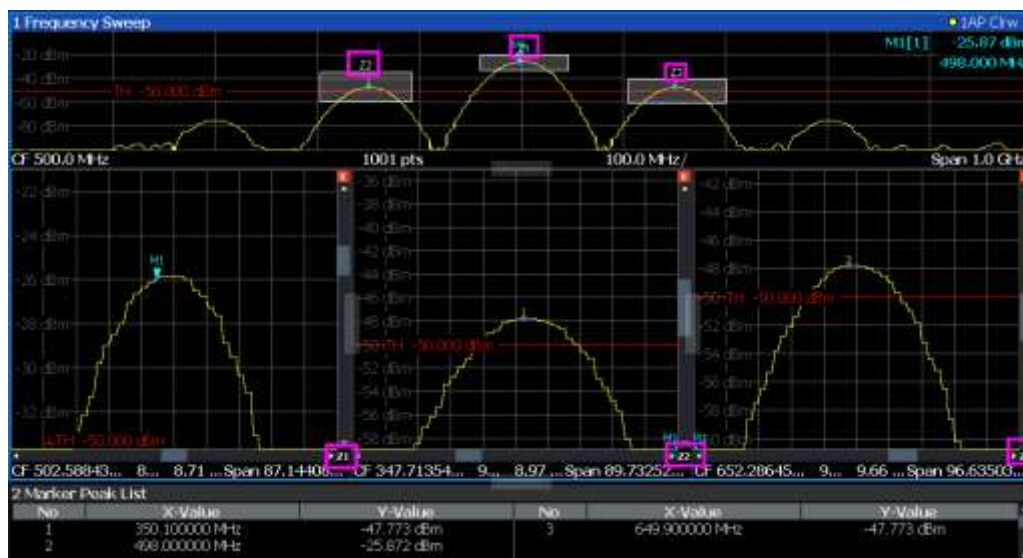 1 Frequency Sweep
1AP Clrw
M1[1] -25.87 dBm
498.000 MHz
-20 dBm
-40 dBm
TH -50.000 dBm
-60 dBm
-80 dBm
Z2
Z3
CF 500.0 MHz 1001 pts 100.0 MHz/ Span 1.0 GHz
-22 dBm
-24 dBm
-26 dBm
-28 dBm
-30 dBm
-32 dBm
M1
TH -50.000 dBm
-36 dBm
-38 dBm
-40 dBm
-42 dBm
-44 dBm
-46 dBm
-48 dBm
-50
TH -50.000 dBm
-52 dBm
-54 dBm
-56 dBm
-58 dBm
1
-42 dBm
-44 dBm
-46 dBm
-48 dBm
-50
TH -50.000 dBm
-52 dBm
-54 dBm
-56 dBm
-58 dBm
-60 dBm
3
Z1
Z2
CF 502.58843... 8... 8.71 ...Span 87.14408...
CF 347.71354... 9... 8.97 ...Span 89.73252...
CF 652.28645... 9... 9.66 ...Span 96.63503...
2 Marker Peak List
No X-Value Y-Value No X-Value Y-Value
1 350.100000 MHz -47.773 dBm 3 649.900000 MHz -47.773 dBm
2 498.000000 MHz -25.872 dBm